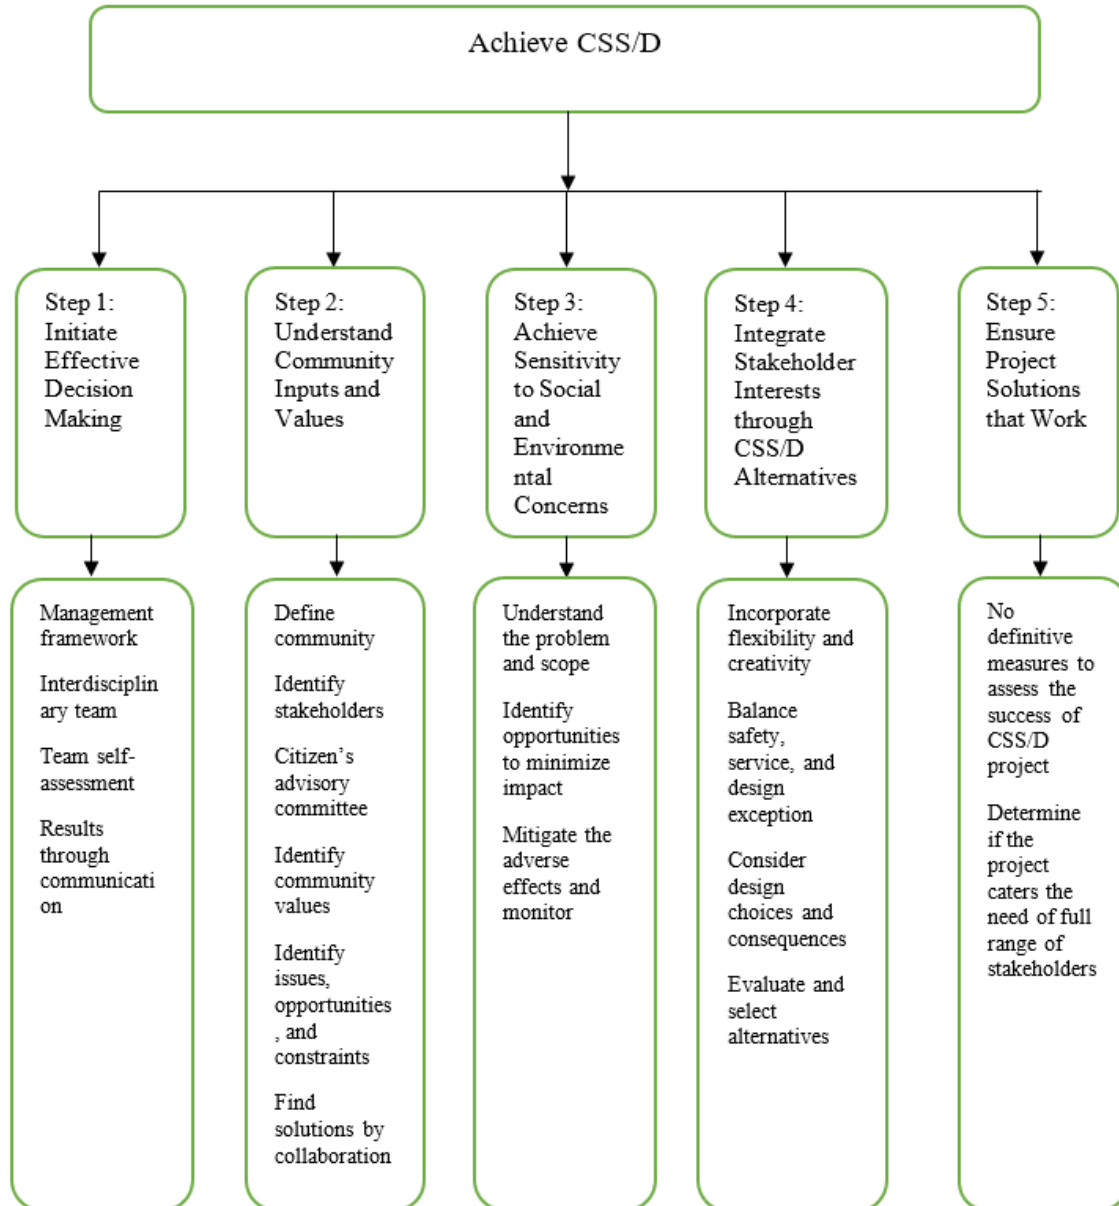 Achieve CSS/D
Step 1:
Initiate
Effective
Decision
Making
Step 2:
Understand
Community
Inputs and
Values
Step 3:
Achieve
Sensitivity
to Social
and
Environme
ntal
Concerns
Step 4:
Integrate
Stakeholder
Interests
through
CSS/D
Alternatives
Step 5:
Ensure
Project
Solutions
that Work
Management
framework
Interdisciplin
ary team
Team self-
assessment
Results
through
communicati
on
Define
community
Identify
stakeholders
Citizen’s
advisory
committee
Identify
community
values
Identify
issues,
opportunities
, and
constraints
Find
solutions by
collaboration
Understand
the problem
and scope
Identify
opportunities
to minimize
impact
Mitigate the
adverse
effects and
monitor
Incorporate
flexibility and
creativity
Balance
safety,
service, and
design
exception
Consider
design
choices and
consequences
Evaluate and
select
alternatives
No
definitive
measures to
assess the
success of
CSS/D
project
Determine
if the
project
caters the
need of full
range of
stakeholders